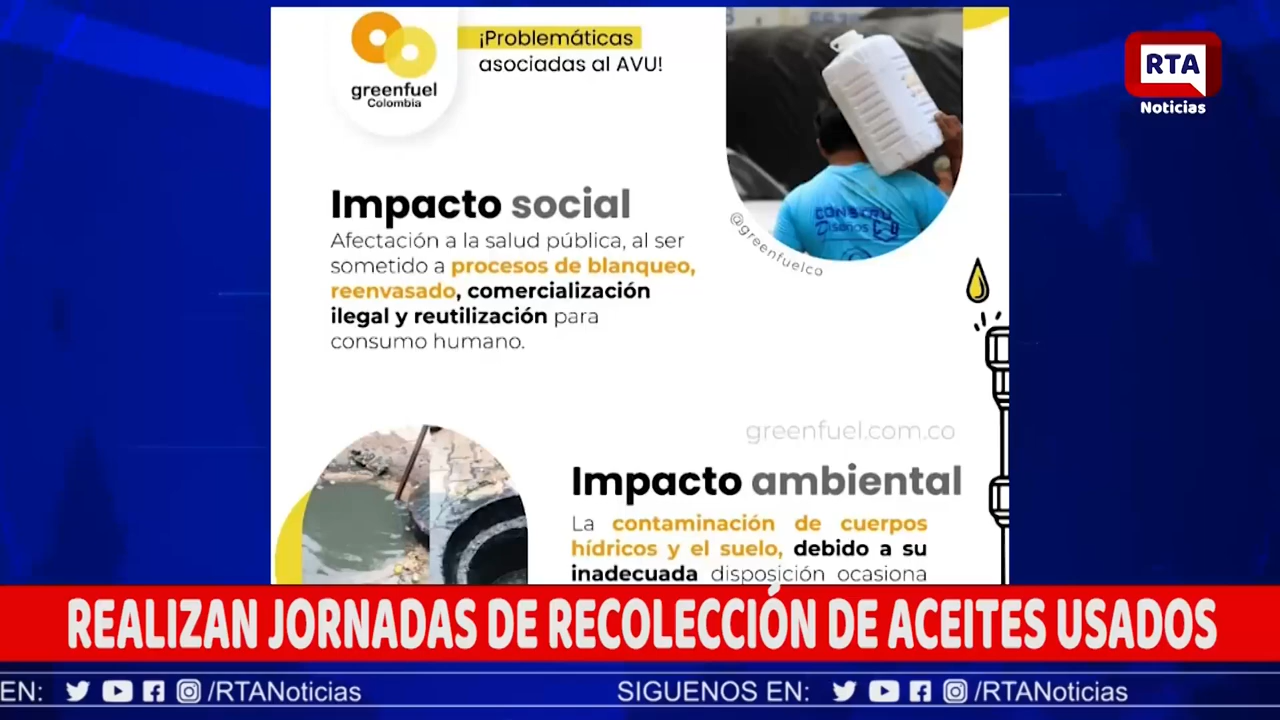 greenfuel
Colombia
¡Problemáticas
asociadas al AVU!
RTA
Noticias
Impacto social
Afectación a la salud pública, al ser
sometido a procesos de blanqueo,
reenvasado, comercialización
ilegal y reutilización para
consumo humano.
CONSTRU
Diseños
@greenfuelco
greenfuel.com.co
Impacto ambiental
La contaminación de cuerpos
hídricos y el suelo, debido a su
inadecuada disposición ocasiona
REALIZAN JORNADAS DE RECOLECCIÓN DE ACEITES USADOS
EN: /RTANoticias SIGUENOS EN: /RTANoticias